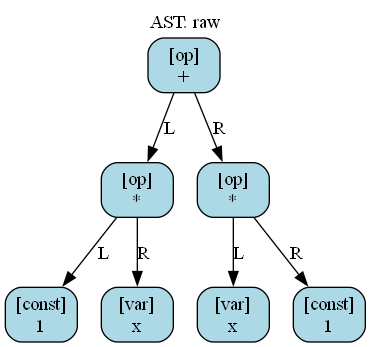 AST: raw
[op]
+
L
R
[op]
*
[op]
*
L
R
L
R
[const]
1
[var]
x
[var]
x
[const]
1